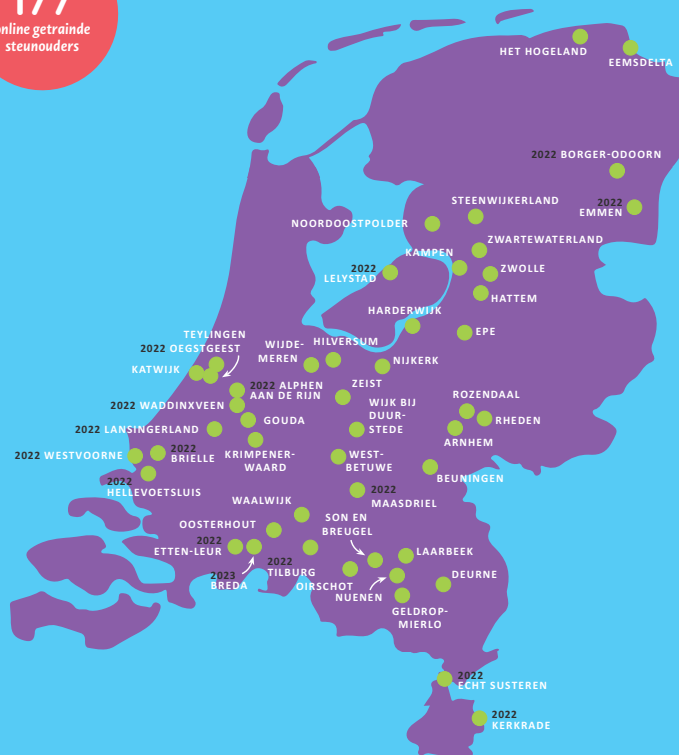 177
online getrainde
steunouders
HET HOGELAND
EEMSDELTA
2022 BORGER-ODOORN
STEENWIJKERLAND
2022
EMMEN
NOORDOOSTPOLDER
ZWARTEWATERLAND
KAMPEN
2022
LELYSTAD
ZWOLLE
HATTEM
HARDERWIJK
EPE
TEYLINGEN
2022 OEGSTGEEST
WIJDE-
MEREN
HILVERSUM
NIJKERK
KATWIJK
2022 ALPHEN
AAN DE RIJN
ZEIST
ROZENDAAL
2022 WADDINXVEEN
WIJK BIJ
DUUR-
STEDE
GOUDA
RHEDEN
2022 LANSINGERLAND
ARNHEM
2022 WESTVOORNE
2022
BRIELLE
KRIMPENER-
WAARD
WEST-
BETUWE
BEUNINGEN
2022
HELLEVOETSLUIS
2022
MAASDRIEL
WAALWIJK
OOSTERHOUT
SON EN
BREUGEL
2022
ETTEN-LEUR
LAARBEEK
2022
TILBURG
2023
BREDA
OIRSCHOT
DEURNE
NUENEN
GELDROP-
MIERLO
2022
ECHT SUSTEREN
2022
KERKRADE